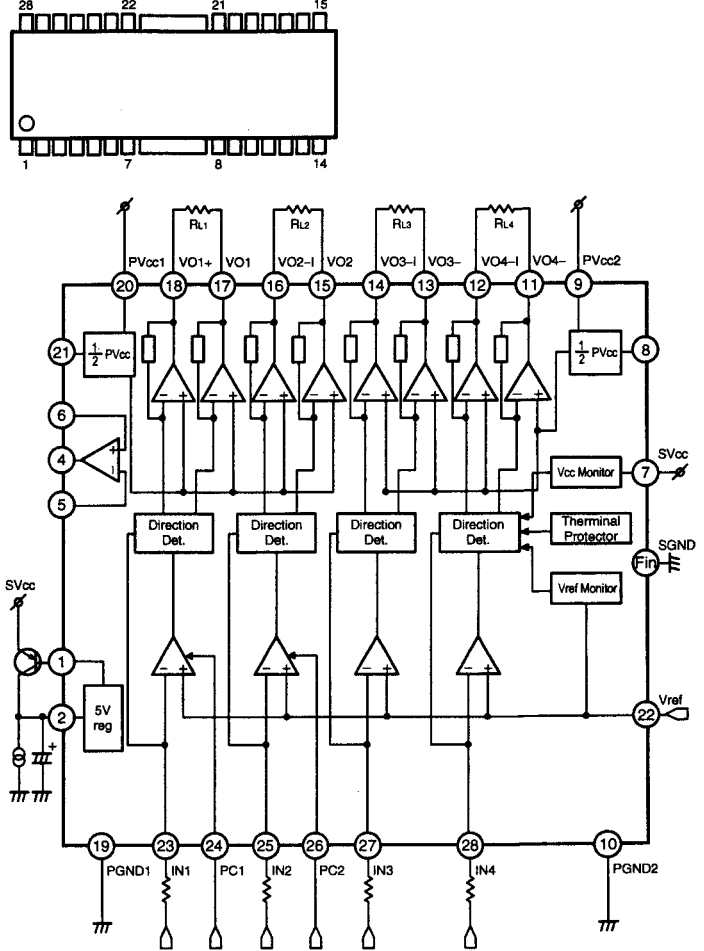 28 22 21 15
1 7 8 14
RL1 RL2 RL3 RL4
PVcc1 VO1+ VO1 VO2-I VO2 VO3-I VO3- VO4-I VO4- PVcc2
20 18 17 16 15 14 13 12 11 9
21 1/2 PVcc 1/2 PVcc 8
- + - + - + - + - + - + - + - +
6
4 + -
5
SVcc
Vcc Monitor 7
Direction Det. Direction Det. Direction Det. Direction Det.
Therminal Protector
SGND
Fin
Vref Monitor
SVcc
1
- + - + - + - +
2 5V reg
+
Vref
22
19 23 24 25 26 27 28 10
PGND1 IN1 PC1 IN2 PC2 IN3 IN4 PGND2